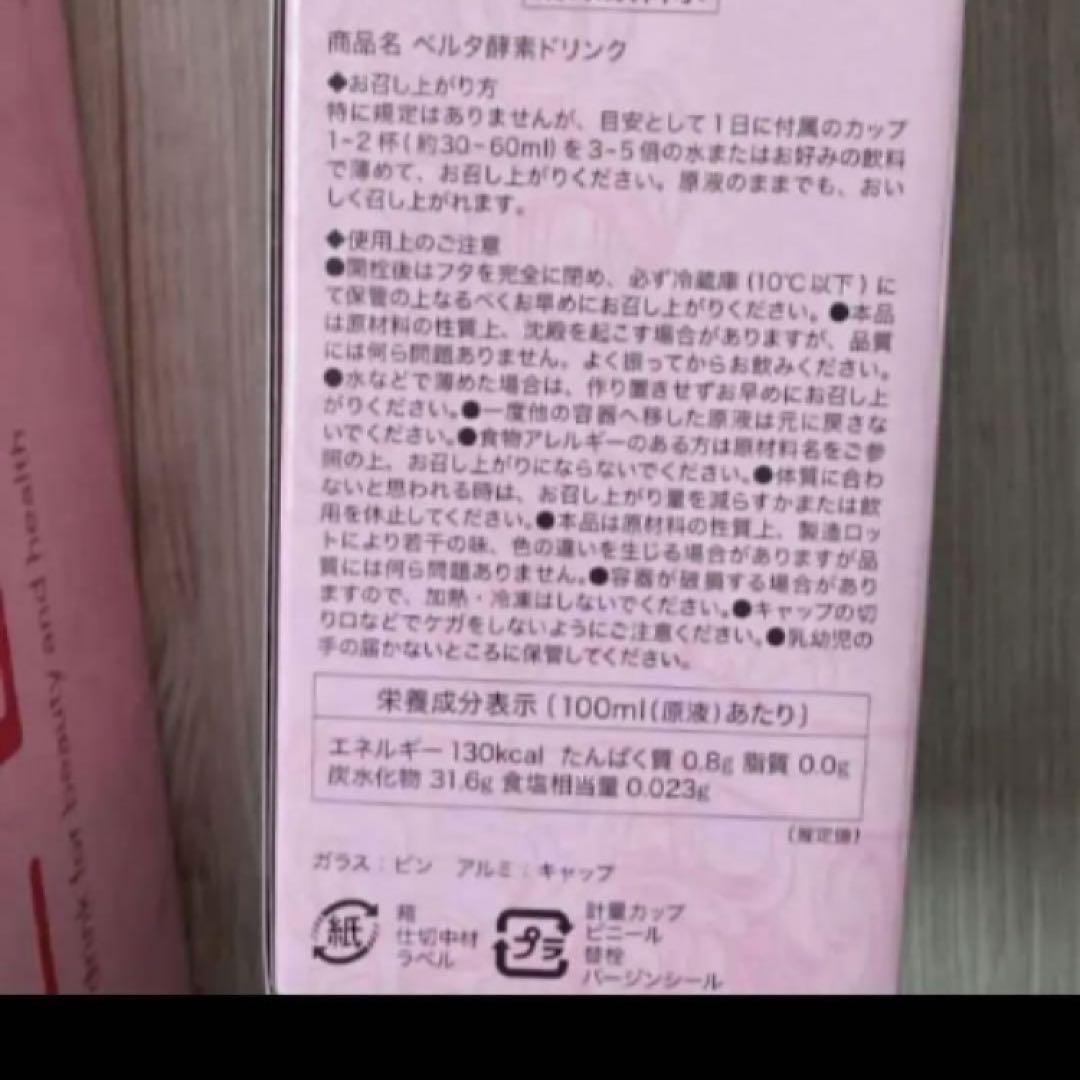 商品名 ベルタ酵素ドリンク
◆お召し上がり方
特に規定はありませんが、目安として1日に付属のカップ
1-2杯(約30-60ml)を3-5倍の水またはお好みの飲料
で薄めて、お召し上がりください。原液のままでも、おい
しく召し上がれます。
◆使用上のご注意
●開栓後はフタを完全に閉め、必ず冷蔵庫(10℃以下)に
て保管の上なるべくお早めにお召し上がりください。●本品
は原材料の性質上、沈殿を起こす場合がありますが、品質
には何ら問題ありません。よく振ってからお飲みください。
●水などで薄めた場合は、作り置きせずお早めにお召し上
がりください。●一度他の容器へ移した原液は元に戻さな
いでください。●食物アレルギーのある方は原材料名をご参
照の上、お召し上がりにならないでください。●体質に合わ
ないと思われる時は、お召し上がり量を減らすかまたは飲
用を休止してください。●本品は原材料の性質上、製造ロッ
トにより若干の味、色の違いを生じる場合がありますが品
質には何ら問題ありません。●容器が破損する場合があり
ますので、加熱・冷凍はしないでください。●キャップの切
り口などでケガをしないようにご注意ください。●乳幼児の
手の届かないところに保管してください。
栄養成分表示(100ml(原液)あたり)
エネルギー 130kcal たんぱく質 0.8g 脂質 0.0g
炭水化物 31.6g 食塩相当量 0.023g
(推定値)
ガラス:ビン アルミ:キャップ
紙
箱
仕切中材
ラベル
プラ
計量カップ
ビニール
替栓
バージンシール
for beauty and health